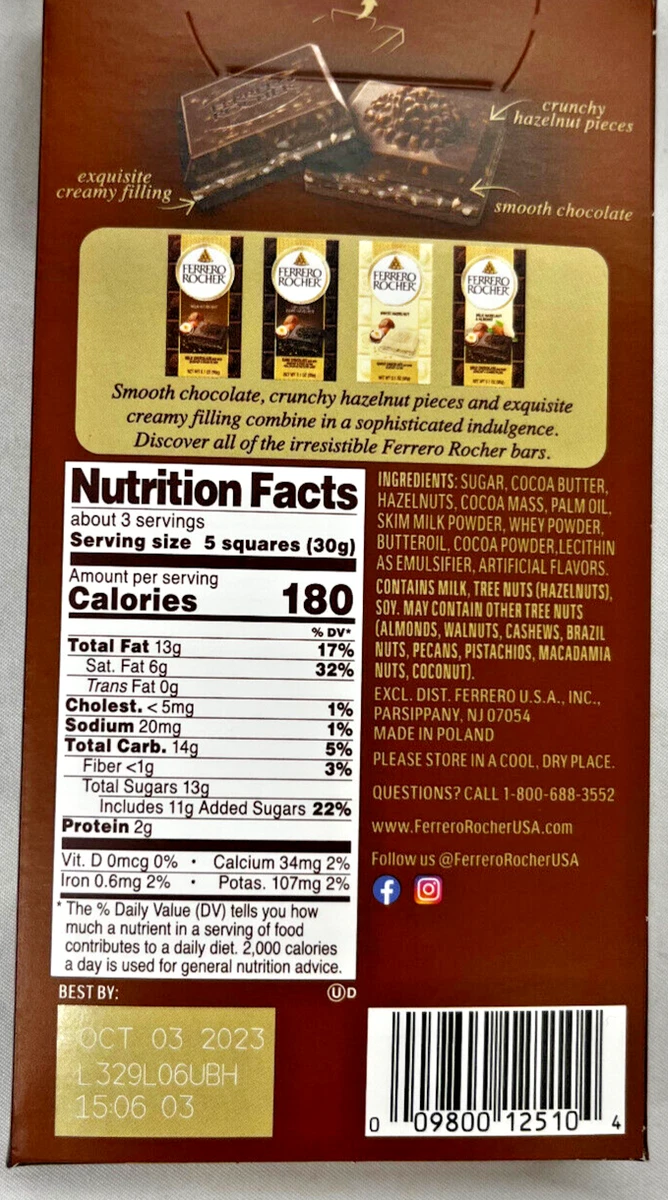 crunchy
hazelnut pieces
exquisite
creamy filling
smooth chocolate
FERRERO
ROCHER
FERRERO
ROCHER
FERRERO
ROCHER
FERRERO
ROCHER
Smooth chocolate, crunchy hazelnut pieces and exquisite
creamy filling combine in a sophisticated indulgence.
Discover all of the irresistible Ferrero Rocher bars.
Nutrition Facts
about 3 servings
Serving size 5 squares (30g)
Amount per serving
Calories 180
% DV*
Total Fat 13g 17%
Sat. Fat 6g 32%
Trans Fat 0g
Cholest. < 5mg 1%
Sodium 20mg 1%
Total Carb. 14g 5%
Fiber <1g 3%
Total Sugars 13g
Includes 11g Added Sugars 22%
Protein 2g
Vit. D 0mcg 0% • Calcium 34mg 2%
Iron 0.6mg 2% • Potas. 107mg 2%
* The % Daily Value (DV) tells you how
much a nutrient in a serving of food
contributes to a daily diet. 2,000 calories
a day is used for general nutrition advice.
INGREDIENTS: SUGAR, COCOA BUTTER,
HAZELNUTS, COCOA MASS, PALM OIL,
SKIM MILK POWDER, WHEY POWDER,
BUTTEROIL, COCOA POWDER,LECITHIN
AS EMULSIFIER, ARTIFICIAL FLAVORS.
CONTAINS MILK, TREE NUTS (HAZELNUTS),
SOY. MAY CONTAIN OTHER TREE NUTS
(ALMONDS, WALNUTS, CASHEWS, BRAZIL
NUTS, PECANS, PISTACHIOS, MACADAMIA
NUTS, COCONUT).
EXCL. DIST. FERRERO U.S.A., INC.,
PARSIPPANY, NJ 07054
MADE IN POLAND
PLEASE STORE IN A COOL, DRY PLACE.
QUESTIONS? CALL 1-800-688-3552
www.FerreroRocherUSA.com
Follow us @FerreroRocherUSA
BEST BY:
U D
OCT 03 2023
L329L06UBH
15:06 03
0 09800 12510 4